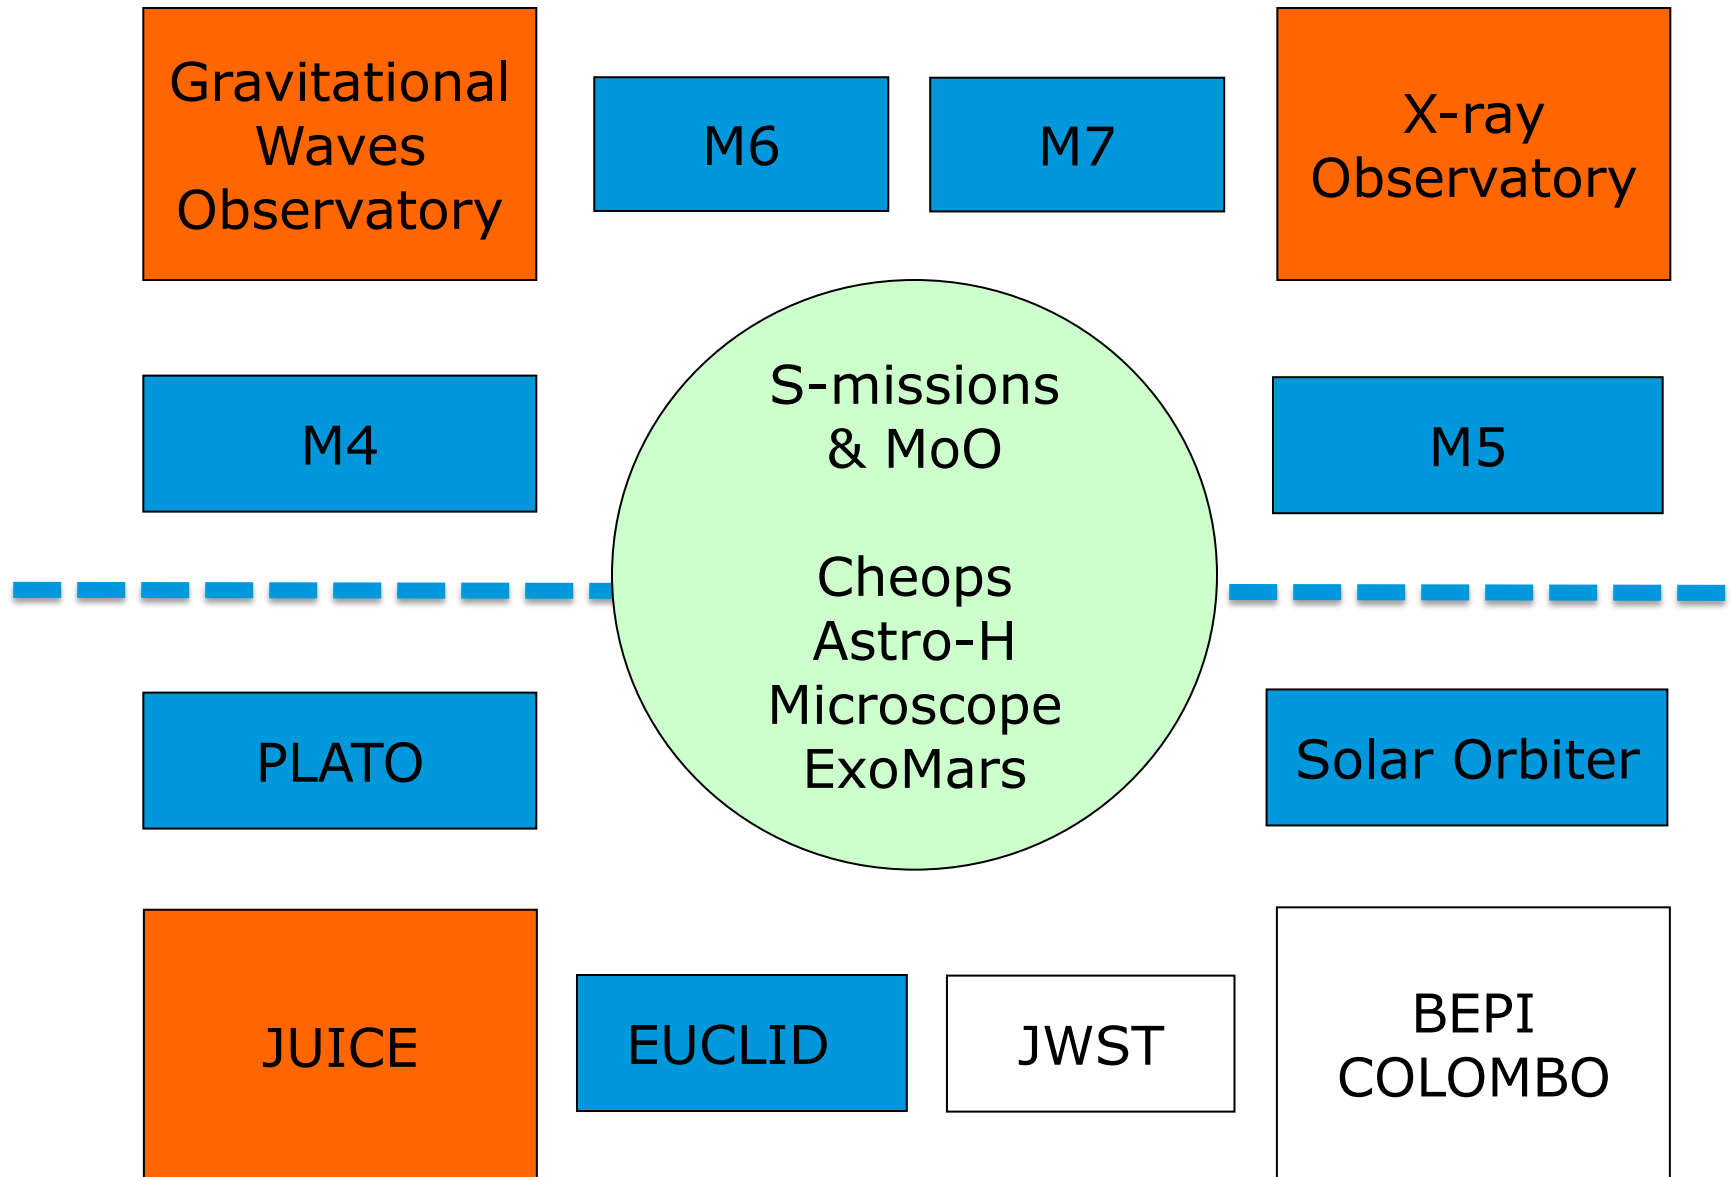 Gravitational
Waves
Observatory
M6
M7
X-ray
Observatory
M4
S-missions
& MoO
Cheops
Astro-H
Microscope
ExoMars
M5
PLATO
Solar Orbiter
JUICE
EUCLID
JWST
BEPI
COLOMBO